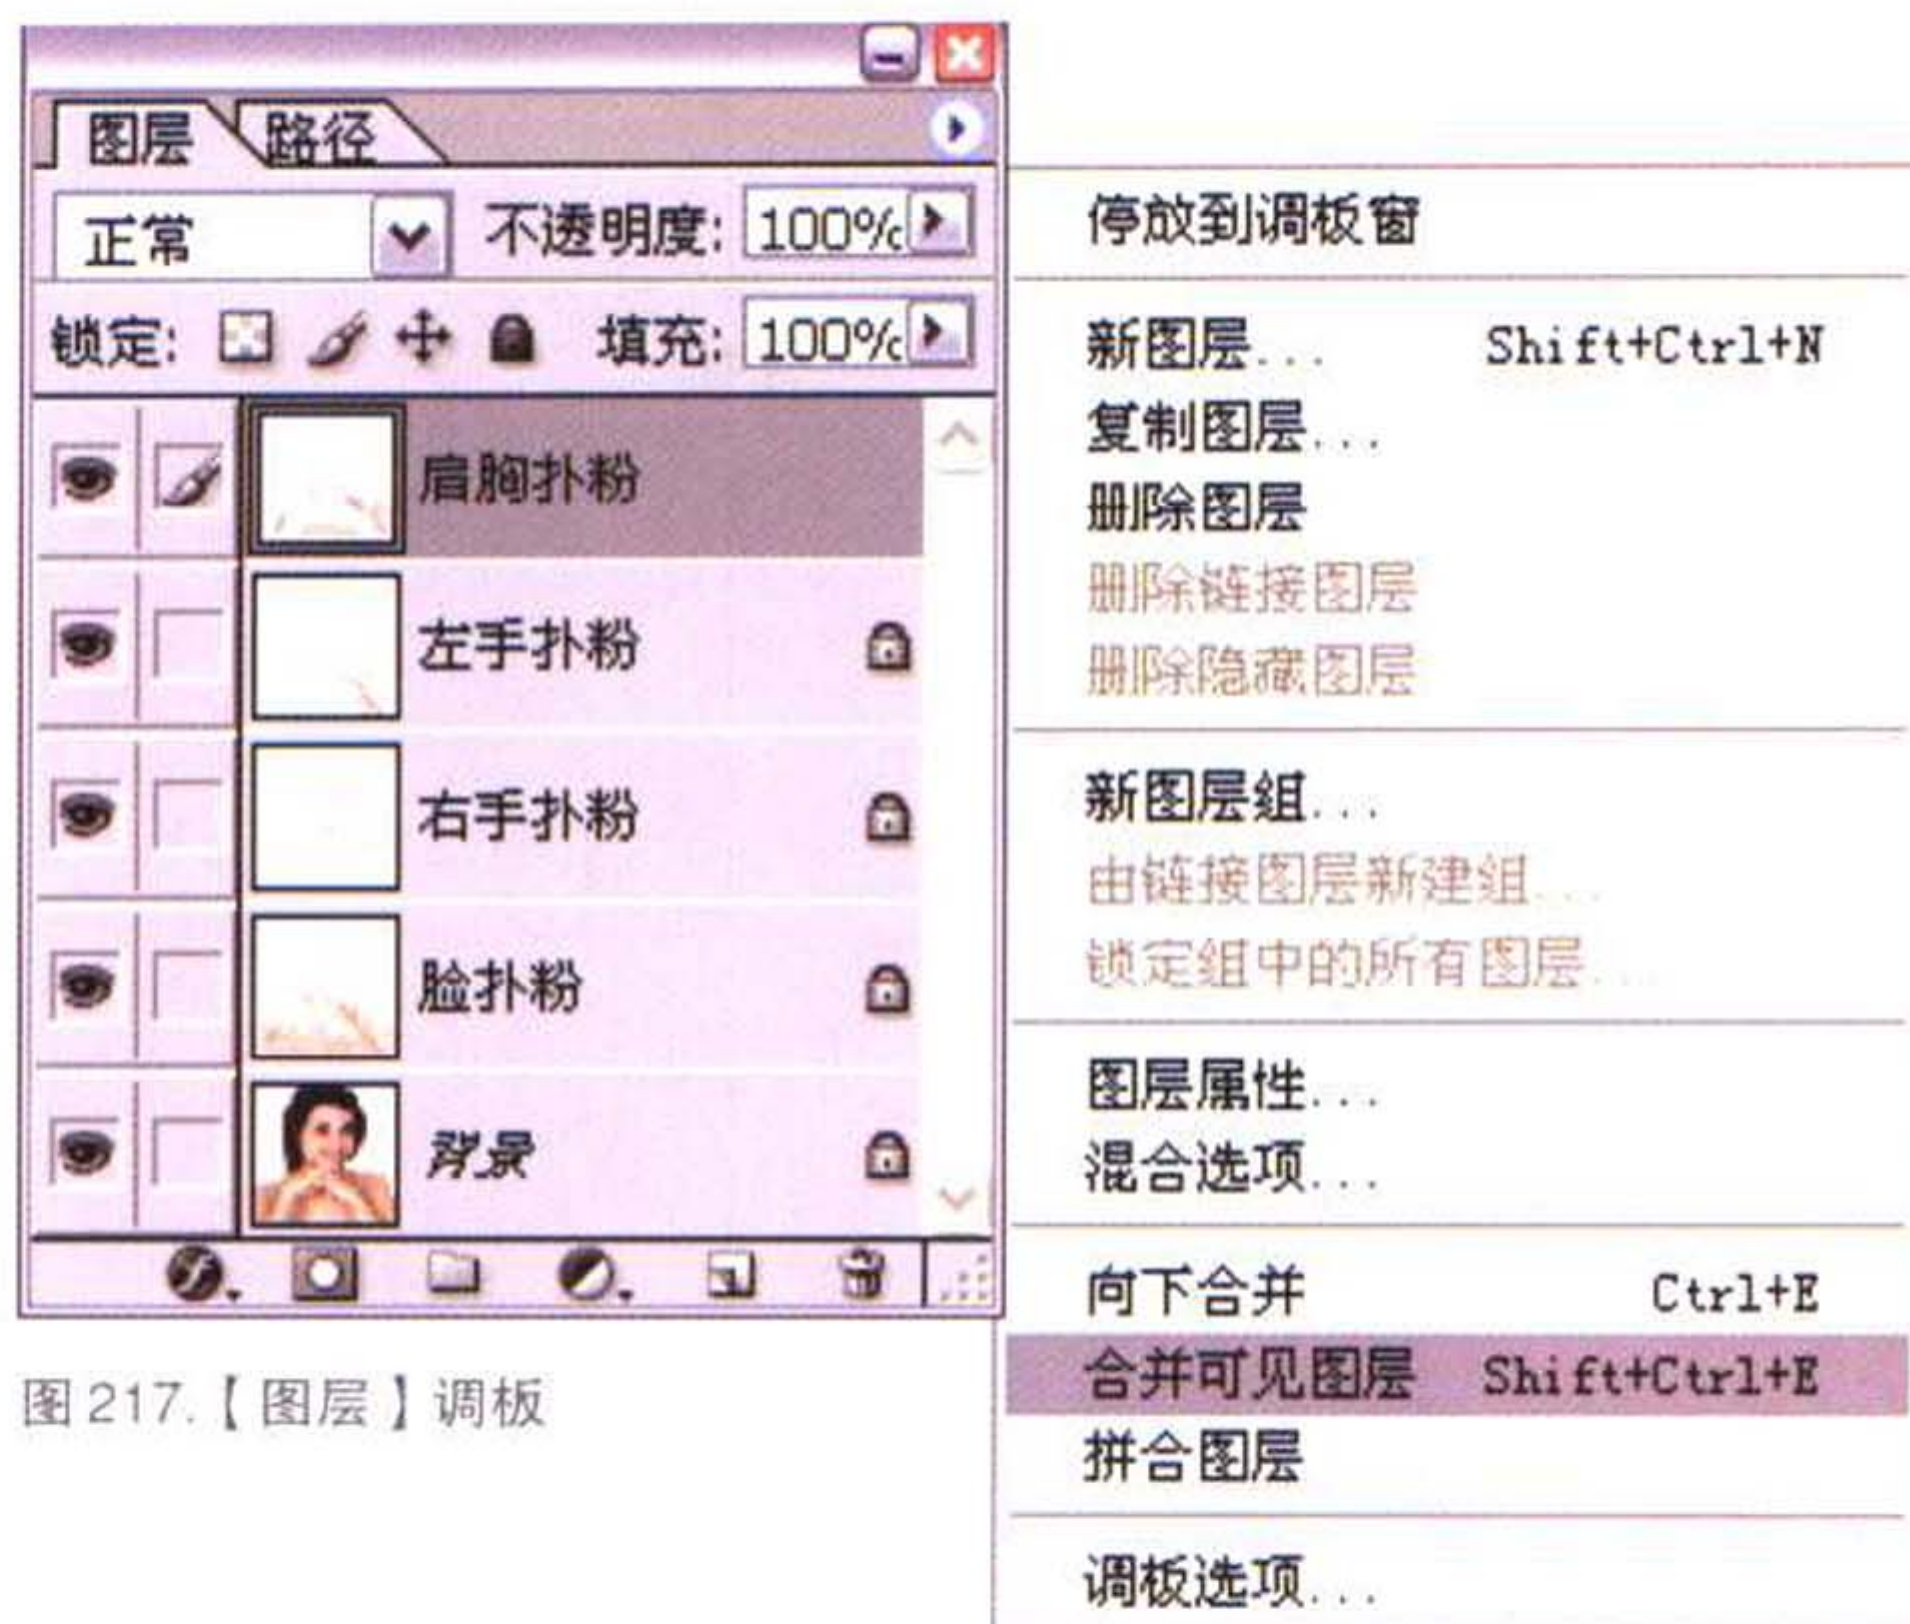 图层 路径
正常 不透明度: 100%
锁定: 填充: 100%
肩胸扑粉
左手扑粉
右手扑粉
脸扑粉
背景
图 217.【图层】调板
停放到调板窗
新图层... Shift+Ctrl+N
复制图层...
删除图层
删除链接图层
删除隐藏图层
新图层组...
由链接图层新建组...
锁定组中的所有图层...
图层属性...
混合选项...
向下合并 Ctrl+E
合并可见图层 Shift+Ctrl+E
拼合图层
调板选项...